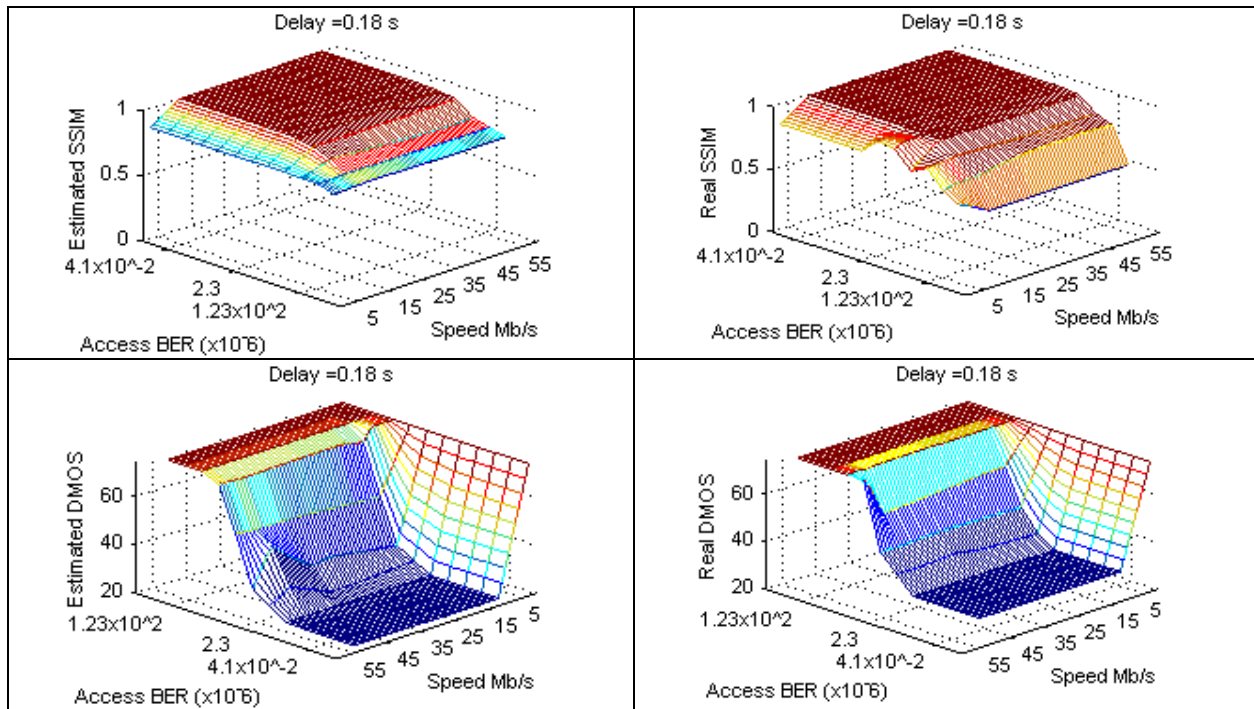 Delay =0.18 s
Estimated SSIM
1
0.5
0
4.1x10^-2
2.3
1.23x10^2
Access BER (x10^-6)
5
15
25
35
45
55
Speed Mb/s
Delay =0.18 s
Real SSIM
1
0.5
0
4.1x10^-2
2.3
1.23x10^2
Access BER (x10^-6)
5
15
25
35
45
55
Speed Mb/s
Delay =0.18 s
Estimated DMOS
60
40
20
1.23x10^2
2.3
4.1x10^-2
Access BER (x10^-6)
55
45
35
25
15
5
Speed Mb/s
Delay =0.18 s
Real DMOS
60
40
20
1.23x10^2
2.3
4.1x10^-2
Access BER (x10^-6)
55
45
35
25
15
5
Speed Mb/s